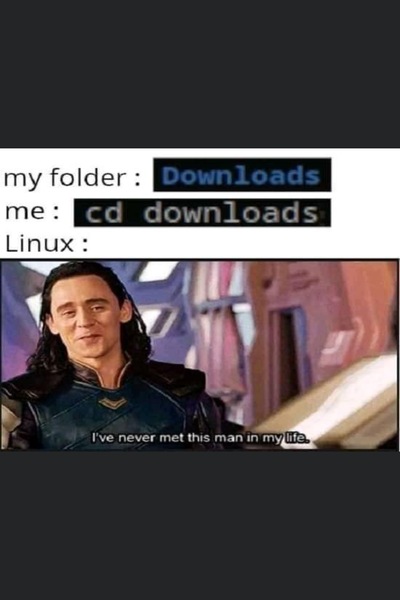 my folder : Downloads
me : cd downloads
Linux :
I've never met this man in my life.